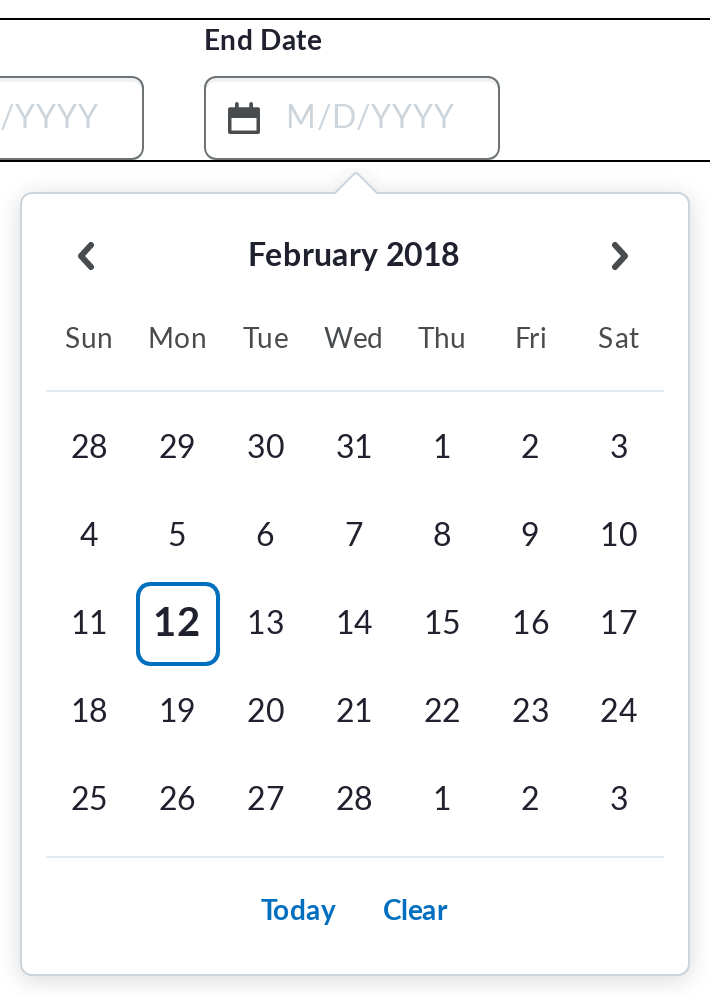 End Date
/YYYY M/D/YYYY
February 2018
Sun Mon Tue Wed Thu Fri Sat
28 29 30 31 1 2 3
4 5 6 7 8 9 10
11 12 13 14 15 16 17
18 19 20 21 22 23 24
25 26 27 28 1 2 3
Today Clear